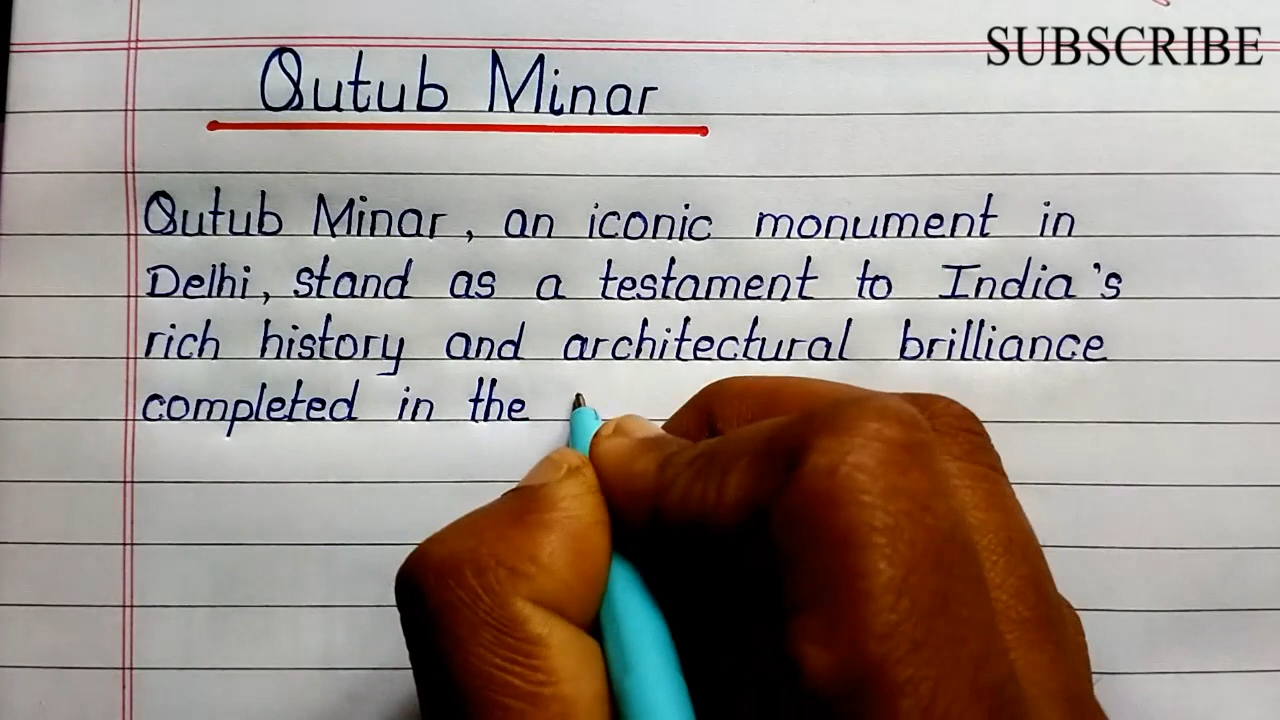 SUBSCRIBE
Qutub Minar
Qutub Minar, an iconic monument in
Delhi, stand as a testament to India's
rich history and architectural brilliance
completed in the